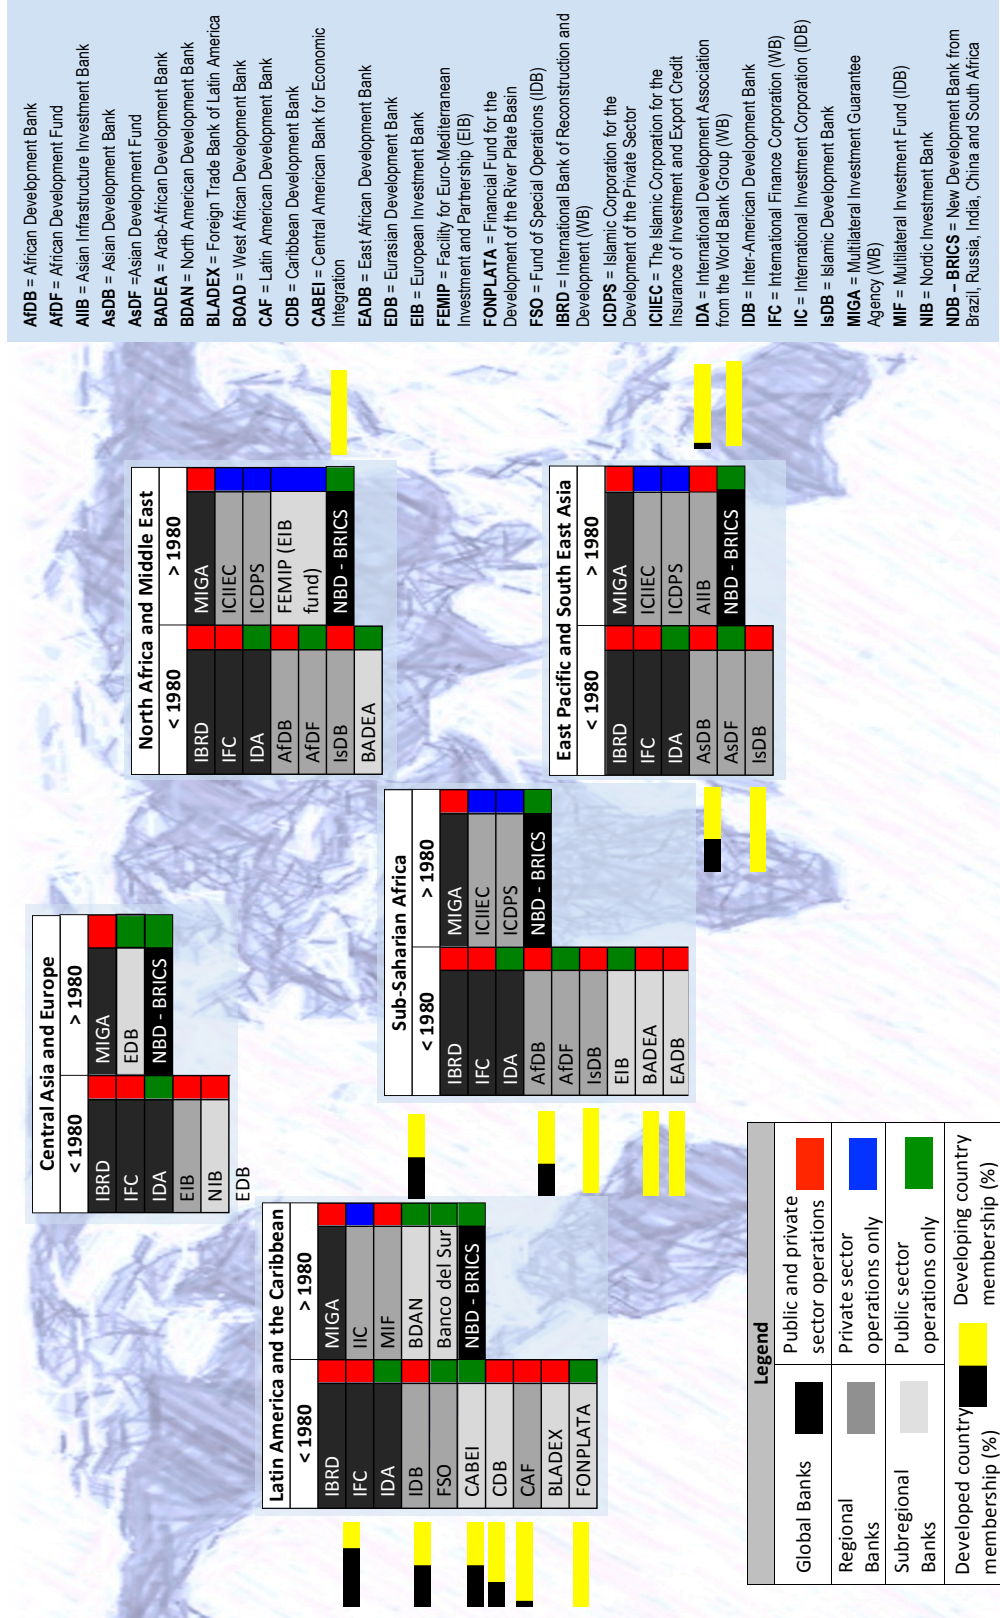 Central Asia and Europe
< 1980
> 1980
IBRD
MIGA
IFC
EDB
IDA
NBD - BRICS
EIB
NIB
EDB
North Africa and Middle East
< 1980
> 1980
IBRD
MIGA
IFC
ICIIEC
IDA
ICDPS
AfDB
FEMIP (EIB
fund)
AfDF
IsDB
NBD - BRICS
BADEA
Latin America and the Caribbean
< 1980
> 1980
IBRD
MIGA
IFC
IIC
IDA
MIF
IDB
BDAN
FSO
Banco del Sur
CABEI
NBD - BRICS
CDB
CAF
BLADEX
FONPLATA
Sub-Saharian Africa
< 1980
> 1980
IBRD
MIGA
IFC
ICIIEC
IDA
ICDPS
AfDB
NBD - BRICS
AfDF
IsDB
EIB
BADEA
EADB
East Pacific and South East Asia
< 1980
> 1980
IBRD
MIGA
IFC
ICIIEC
IDA
ICDPS
AsDB
AIIB
AsDF
NBD - BRICS
IsDB
Legend
Global Banks
Public and private
sector operations
Regional
Banks
Private sector
operations only
Subregional
Banks
Public sector
operations only
Developed country
membership (%)
Developing country
membership (%)
AfDB = African Development Bank
AfDF = African Development Fund
AIIB = Asian Infrastructure Investment Bank
AsDB = Asian Development Bank
AsDF =Asian Development Fund
BADEA = Arab-African Development Bank
BDAN = North American Development Bank
BLADEX = Foreign Trade Bank of Latin America
BOAD = West African Development Bank
CAF = Latin American Development Bank
CDB = Caribbean Development Bank
CABEI = Central American Bank for Economic
Integration
EADB = East African Development Bank
EDB = Eurasian Development Bank
EIB = European Investment Bank
FEMIP = Facility for Euro-Mediterranean
Investment and Partnership (EIB)
FONPLATA = Financial Fund for the
Development of the River Plate Basin
FSO = Fund of Special Operations (IDB)
IBRD = International Bank of Reconstruction and
Development (WB)
ICDPS = Islamic Corporation for the
Development of the Private Sector
ICIIEC = The Islamic Corporation for the
Insurance of Investment and Export Credit
IDA = International Development Association
from the World Bank Group (WB)
IDB = Inter-American Development Bank
IFC = International Finance Corporation (WB)
IIC = International Investment Corporation (IDB)
IsDB = Islamic Development Bank
MIGA = Multilateral Investment Guarantee
Agency (WB)
MIF = Multilateral Investment Fund (IDB)
NIB = Nordic Investment Bank
NDB – BRICS = New Development Bank from
Brazil, Russia, India, China and South Africa